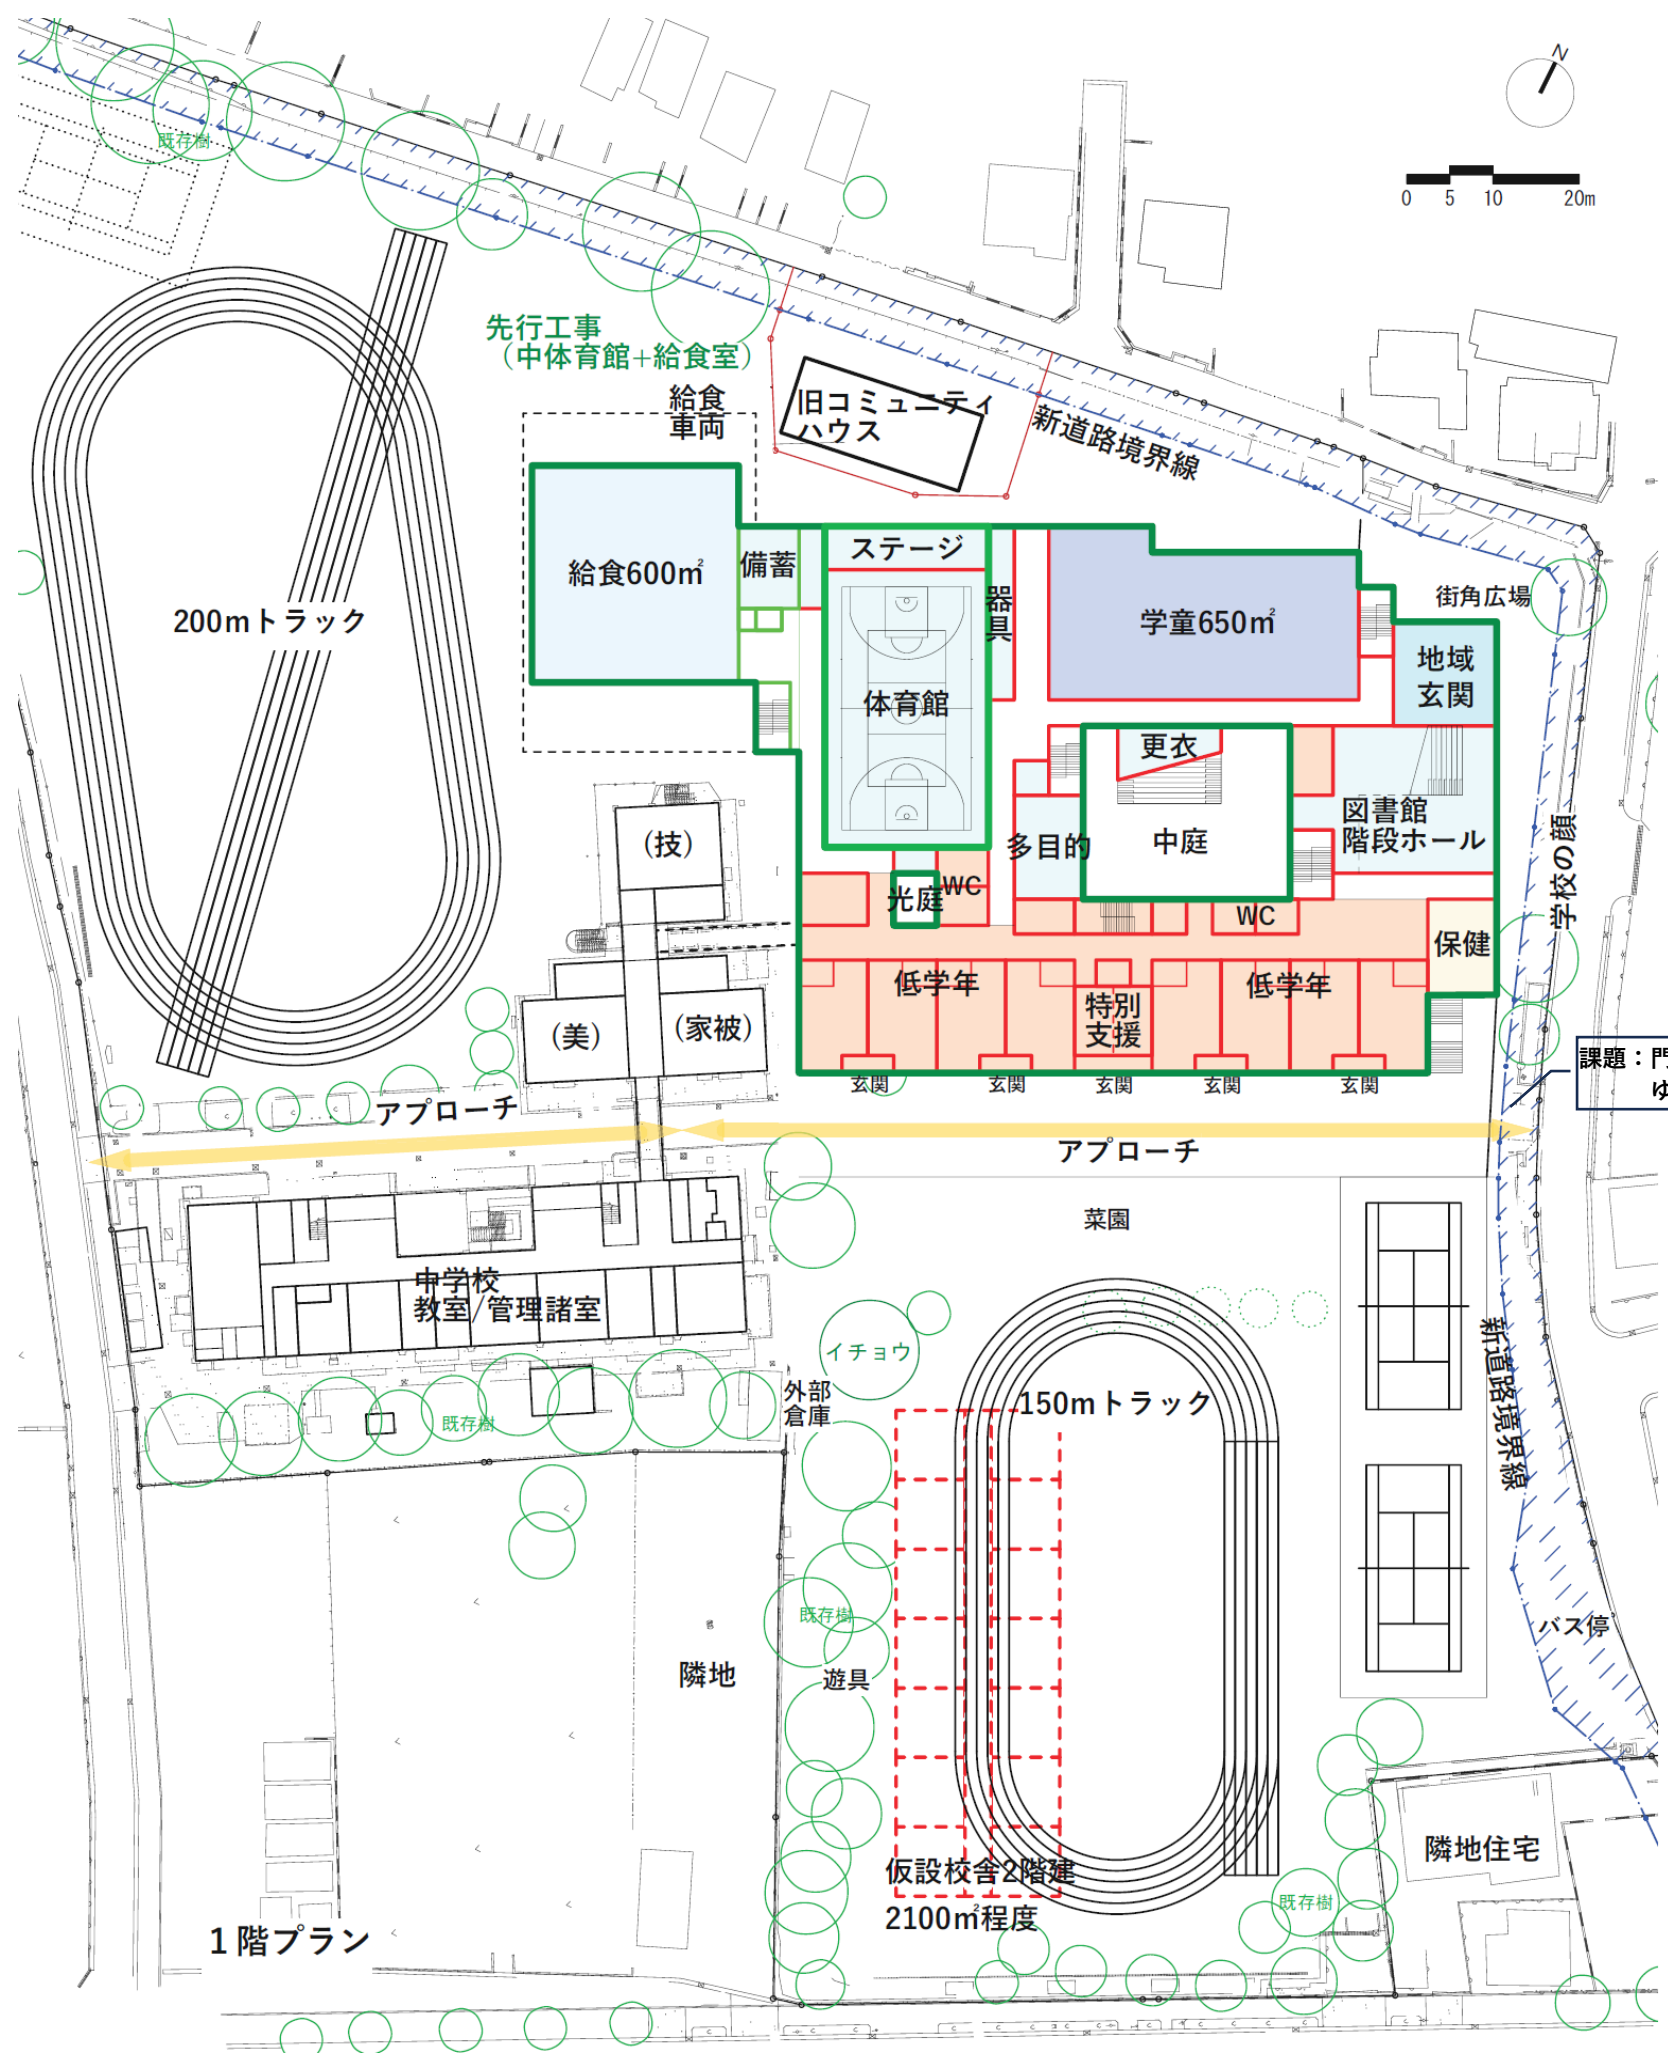 N
0 5 10 20m
既存樹
先行工事
（中体育館+給食室）
給食
車両
旧コミュニティ
ハウス
新道路境界線
給食600㎡
備蓄
ステージ
器具
学童650㎡
街角広場
地域
玄関
200mトラック
体育館
更衣
図書館
階段ホール
学校の顔
(技)
多目的
中庭
光庭
WC
WC
保健
低学年
低学年
特別
支援
(美)
(家被)
玄関
玄関
玄関
玄関
玄関
課題：門
ゆ
アプローチ
アプローチ
菜園
中学校
教室/管理諸室
イチョウ
新道路境界線
外部
倉庫
150mトラック
既存樹
既存樹
バス停
隣地
遊具
隣地住宅
仮設校舎2階建
2100㎡程度
既存樹
1階プラン